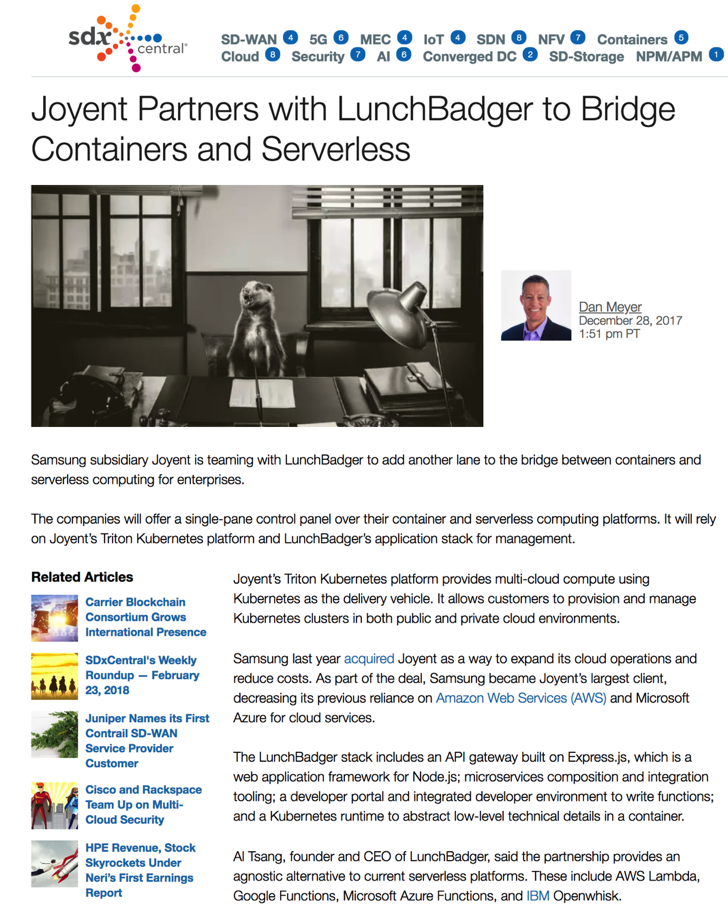 sdx central®
SD-WAN 4 5G 6 MEC 4 IoT 4 SDN 8 NFV 7 Containers 5
Cloud 8 Security 7 AI 6 Converged DC 2 SD-Storage NPM/APM 1
Joyent Partners with LunchBadger to Bridge
Containers and Serverless
Dan Meyer
December 28, 2017
1:51 pm PT
Samsung subsidiary Joyent is teaming with LunchBadger to add another lane to the bridge between containers and
serverless computing for enterprises.
The companies will offer a single-pane control panel over their container and serverless computing platforms. It will rely
on Joyent’s Triton Kubernetes platform and LunchBadger’s application stack for management.
Related Articles
Carrier Blockchain
Consortium Grows
International Presence
SDxCentral's Weekly
Roundup — February
23, 2018
Juniper Names its First
Contrail SD-WAN
Service Provider
Customer
Cisco and Rackspace
Team Up on Multi-
Cloud Security
HPE Revenue, Stock
Skyrockets Under
Neri’s First Earnings
Report
Joyent’s Triton Kubernetes platform provides multi-cloud compute using
Kubernetes as the delivery vehicle. It allows customers to provision and manage
Kubernetes clusters in both public and private cloud environments.
Samsung last year acquired Joyent as a way to expand its cloud operations and
reduce costs. As part of the deal, Samsung became Joyent’s largest client,
decreasing its previous reliance on Amazon Web Services (AWS) and Microsoft
Azure for cloud services.
The LunchBadger stack includes an API gateway built on Express.js, which is a
web application framework for Node.js; microservices composition and integration
tooling; a developer portal and integrated developer environment to write functions;
and a Kubernetes runtime to abstract low-level technical details in a container.
Al Tsang, founder and CEO of LunchBadger, said the partnership provides an
agnostic alternative to current serverless platforms. These include AWS Lambda,
Google Functions, Microsoft Azure Functions, and IBM Openwhisk.